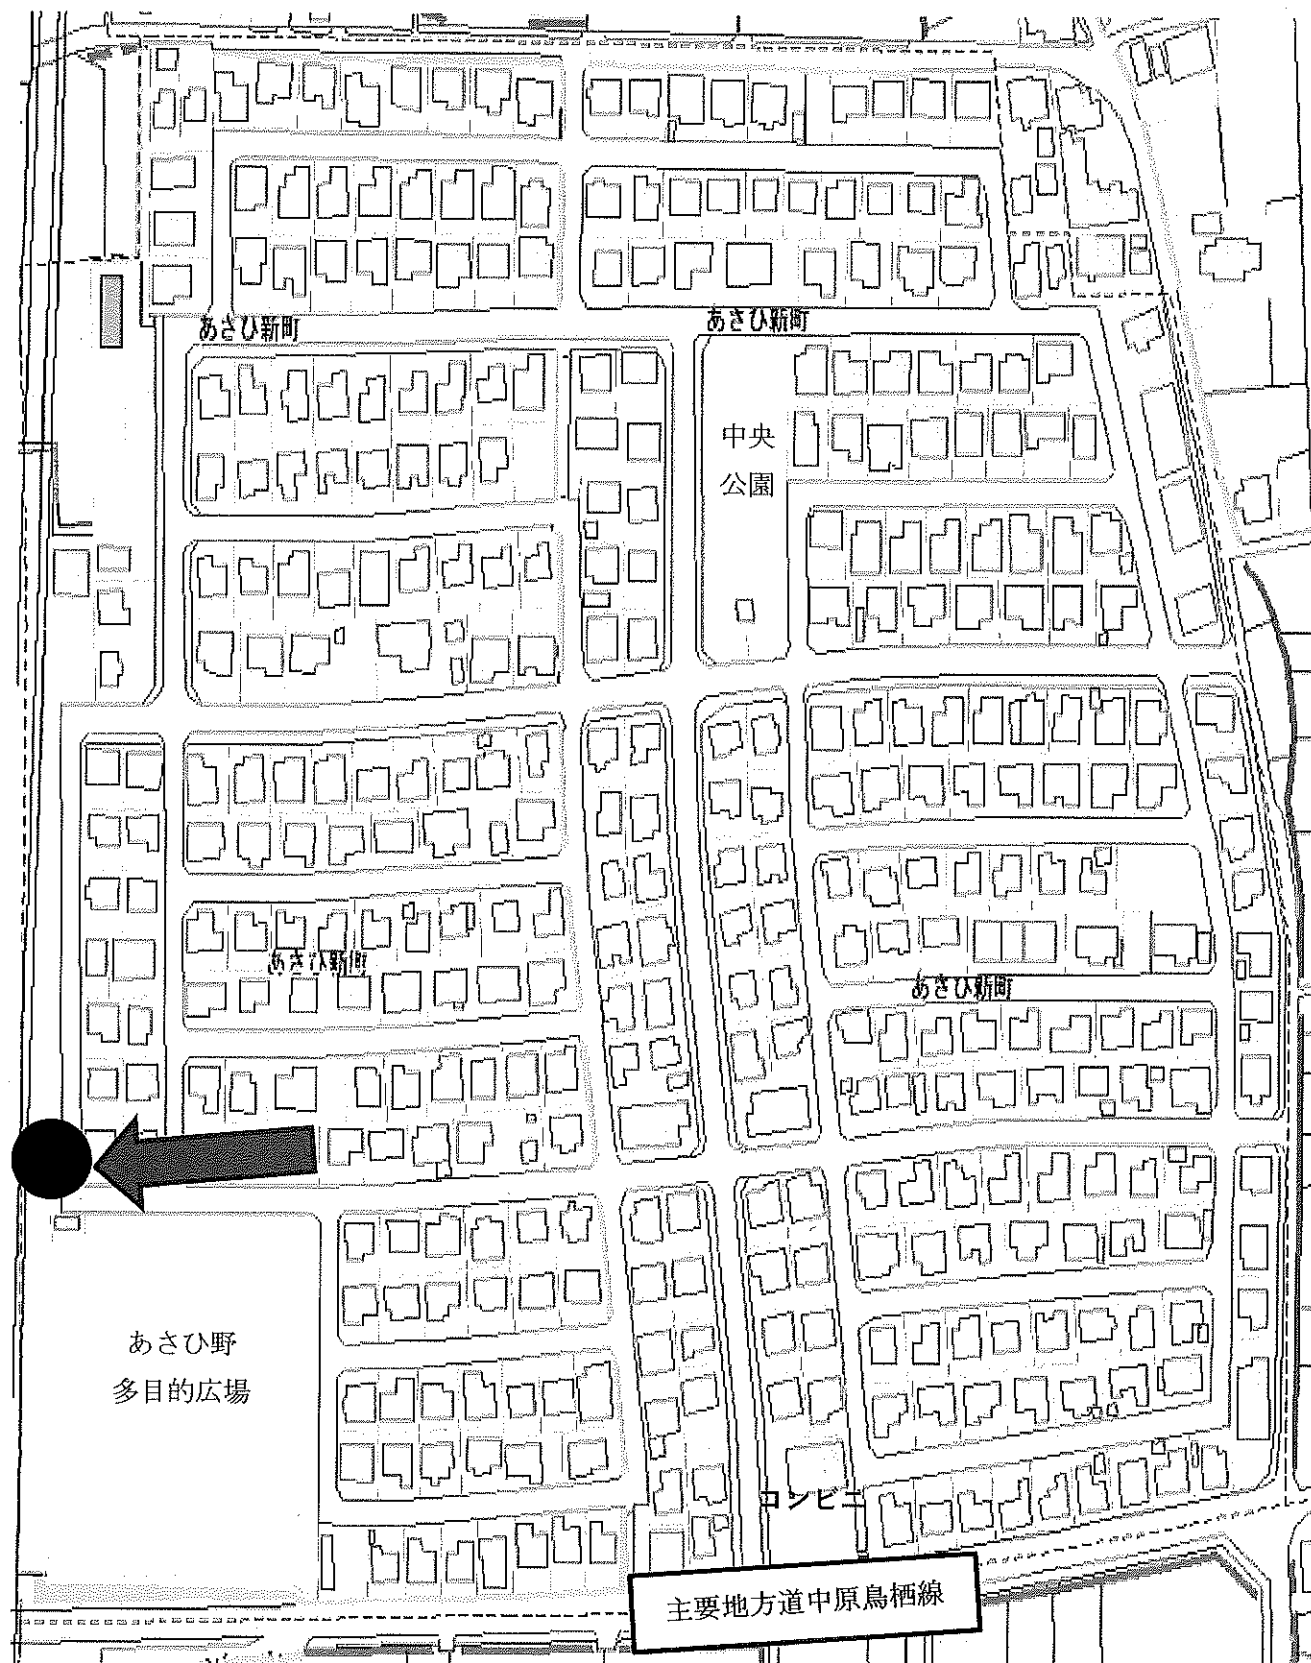 あさひ新町
あさひ新町
中央
公園
あさひ新町
あさひ新町
あさひ野
多目的広場
コンビニ
主要地方道中原鳥栖線